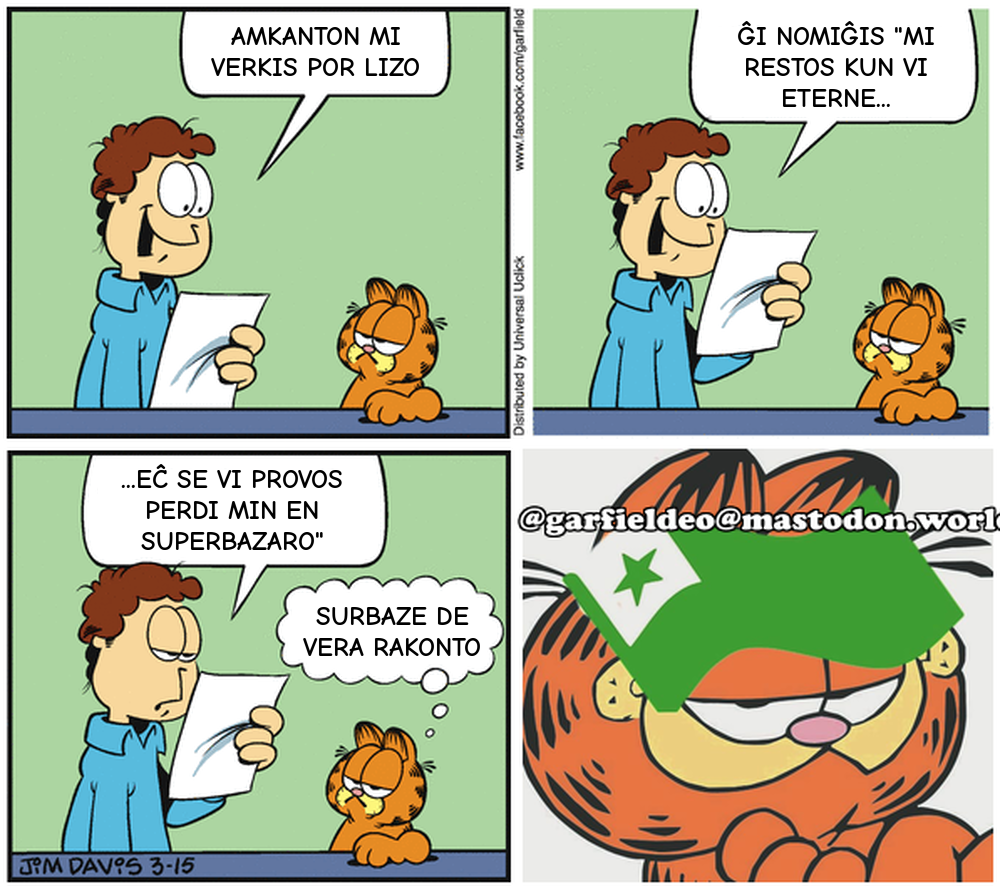 AMKANTON MI
VERKIS POR LIZO
www.facebook.com/garfield
Distributed by Universal Uclick
ĜI NOMIĜIS "MI
RESTOS KUN VI
ETERNE...
...EĈ SE VI PROVOS
PERDI MIN EN
SUPERBAZARO"
SURBAZE DE
VERA RAKONTO
JIM DAVIS 3-15
@garfieldeo@mastodon.worl